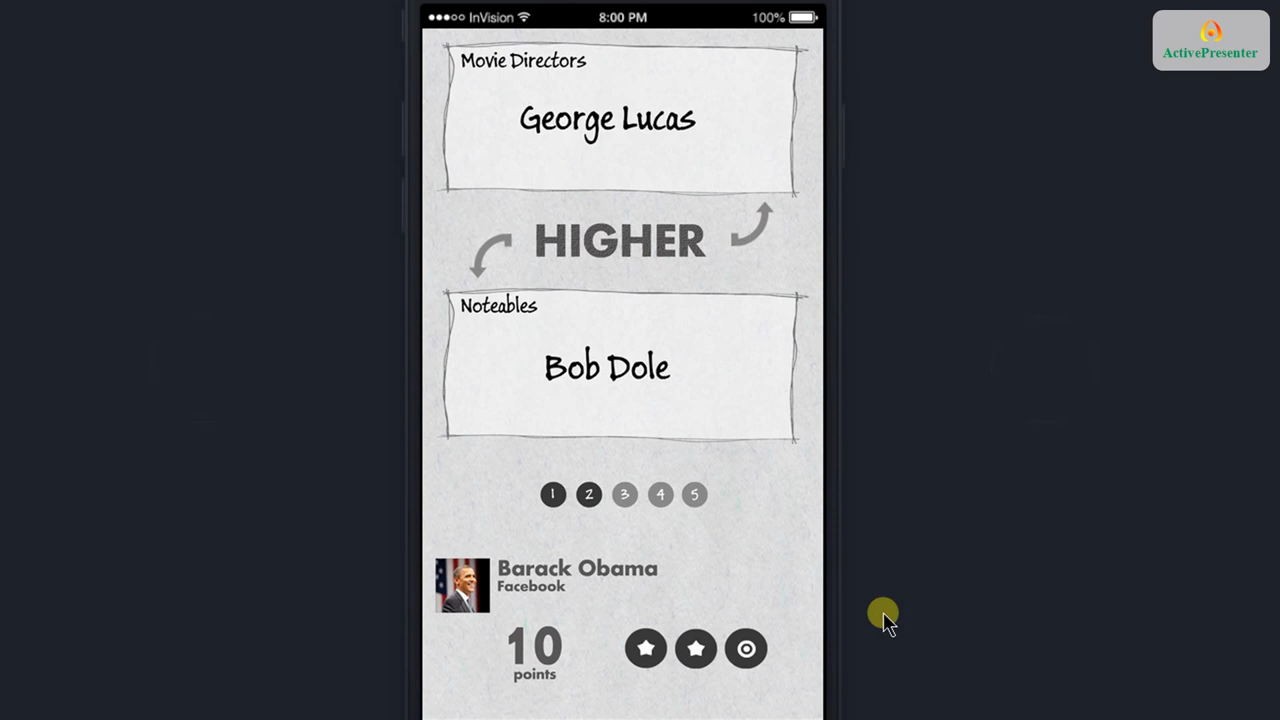 InVision
8:00 PM
100%
ActivePresenter
Movie Directors
George Lucas
HIGHER
Noteables
Bob Dole
1 2 3 4 5
Barack Obama
Facebook
10
points